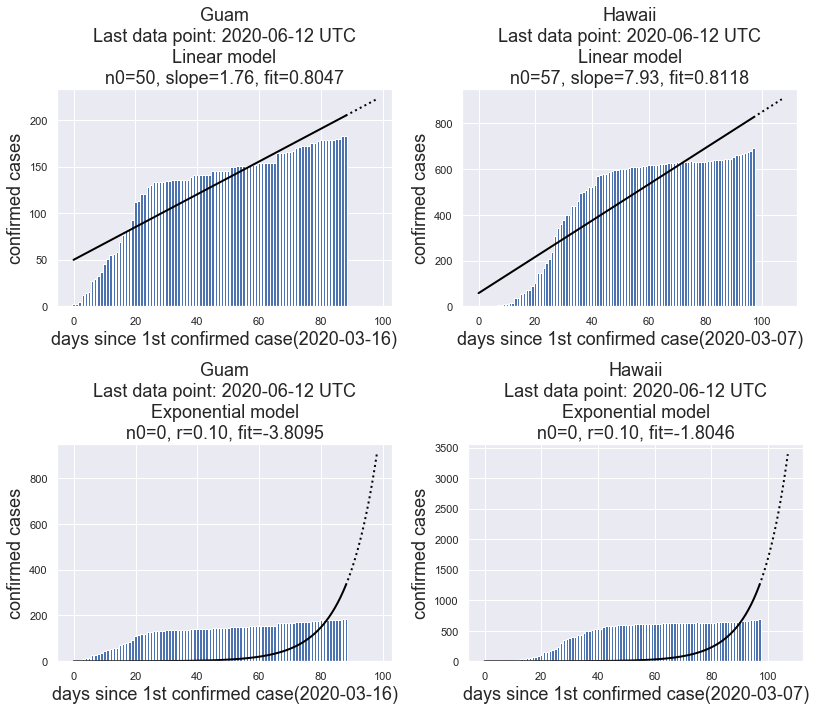 Guam
Last data point: 2020-06-12 UTC
Linear model
n0=50, slope=1.76, fit=0.8047
confirmed cases
200
150
100
50
0
0 20 40 60 80 100
days since 1st confirmed case(2020-03-16)
Hawaii
Last data point: 2020-06-12 UTC
Linear model
n0=57, slope=7.93, fit=0.8118
confirmed cases
800
600
400
200
0
0 20 40 60 80 100
days since 1st confirmed case(2020-03-07)
Guam
Last data point: 2020-06-12 UTC
Exponential model
n0=0, r=0.10, fit=-3.8095
confirmed cases
800
600
400
200
0
0 20 40 60 80 100
days since 1st confirmed case(2020-03-16)
Hawaii
Last data point: 2020-06-12 UTC
Exponential model
n0=0, r=0.10, fit=-1.8046
confirmed cases
3500
3000
2500
2000
1500
1000
500
0
0 20 40 60 80 100
days since 1st confirmed case(2020-03-07)